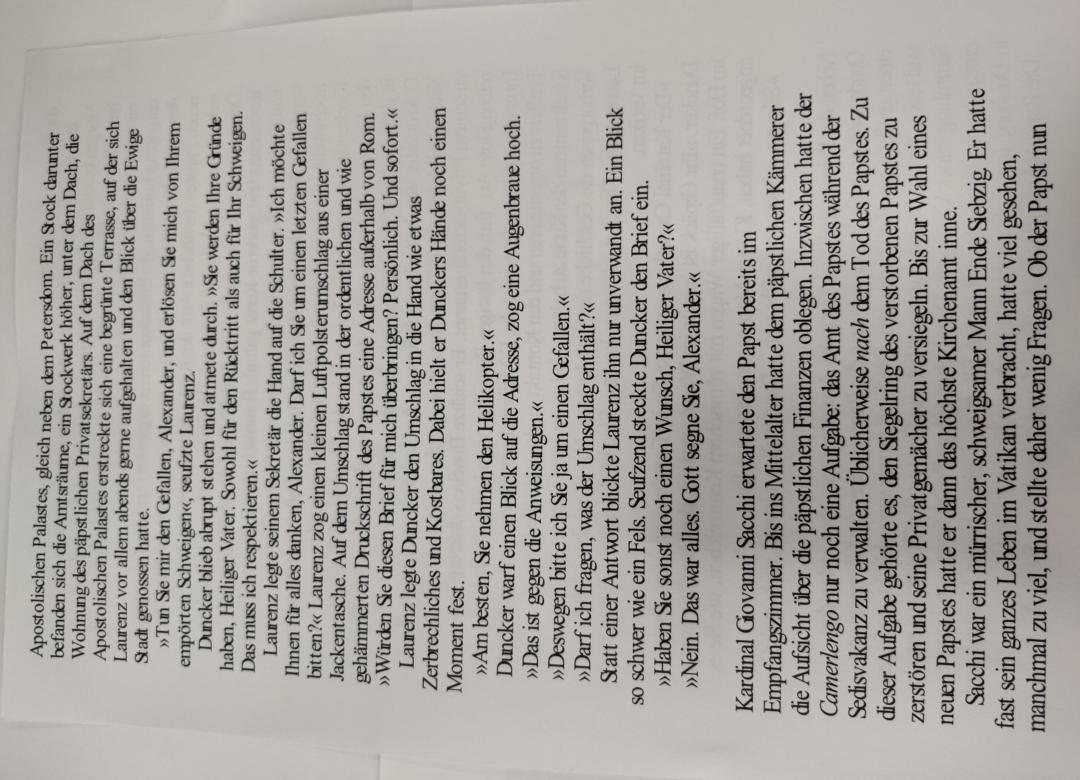 Apostolischen Palastes, gleich neben dem Petersdom. Ein Stock darunter
befanden sich die Amtsräume, ein Stockwerk höher, unter dem Dach, die
Wohnung des päpstlichen Privatsekretärs. Auf dem Dach des
Apostolischen Palastes erstreckte sich eine begrünte Terrasse, auf der sich
Laurenz vor allem abends gerne aufgehalten und den Blick über die Ewige
Stadt genossen hatte.
»Tun Sie mir den Gefallen, Alexander, und erlösen Sie mich von Ihrem
empörten Schweigen«, seufzte Laurenz.
Duncker blieb abrupt stehen und atmete durch. »Sie werden Ihre Gründe
haben, Heiliger Vater. Sowohl für den Rücktritt als auch für Ihr Schweigen.
Das muss ich respektieren.«
Laurenz legte seinem Sekretär die Hand auf die Schulter. »Ich möchte
Ihnen für alles danken, Alexander. Darf ich Sie um einen letzten Gefallen
bitten?« Laurenz zog einen kleinen Luftpolsterumschlag aus einer
Jackentasche. Auf dem Umschlag stand in der ordentlichen und wie
gehämmerten Druckschrift des Papstes eine Adresse außerhalb von Rom.
»Würden Sie diesen Brief für mich überbringen? Persönlich. Und sofort.«
Laurenz legte Duncker den Umschlag in die Hand wie etwas
Zerbrechliches und Kostbares. Dabei hielt er Dunckers Hände noch einen
Moment fest.
»Am besten, Sie nehmen den Helikopter.«
Duncker warf einen Blick auf die Adresse, zog eine Augenbraue hoch.
»Das ist gegen die Anweisungen.«
»Deswegen bitte ich Sie ja um einen Gefallen.«
»Darf ich fragen, was der Umschlag enthält?«
Statt einer Antwort blickte Laurenz ihn nur unverwandt an. Ein Blick
so schwer wie ein Fels. Seufzend steckte Duncker den Brief ein.
»Haben Sie sonst noch einen Wunsch, Heiliger Vater?«
»Nein. Das war alles. Gott segne Sie, Alexander.«
Kardinal Giovanni Sacchi erwartete den Papst bereits im
Empfangszimmer. Bis ins Mittelalter hatte dem päpstlichen Kämmerer
die Aufsicht über die päpstlichen Finanzen oblegen. Inzwischen hatte der
Camerlengo nur noch eine Aufgabe: das Amt des Papstes während der
Sedisvakanz zu verwalten. Üblicherweise nach dem Tod des Papstes. Zu
dieser Aufgabe gehörte es, den Siegelring des verstorbenen Papstes zu
zerstören und seine Privatgemächer zu versiegeln. Bis zur Wahl eines
neuen Papstes hatte er dann das höchste Kirchenamt inne.
Sacchi war ein mürrischer, schweigsamer Mann Ende Siebzig. Er hatte
fast sein ganzes Leben im Vatikan verbracht, hatte viel gesehen,
manchmal zu viel, und stellte daher wenig Fragen. Ob der Papst nun